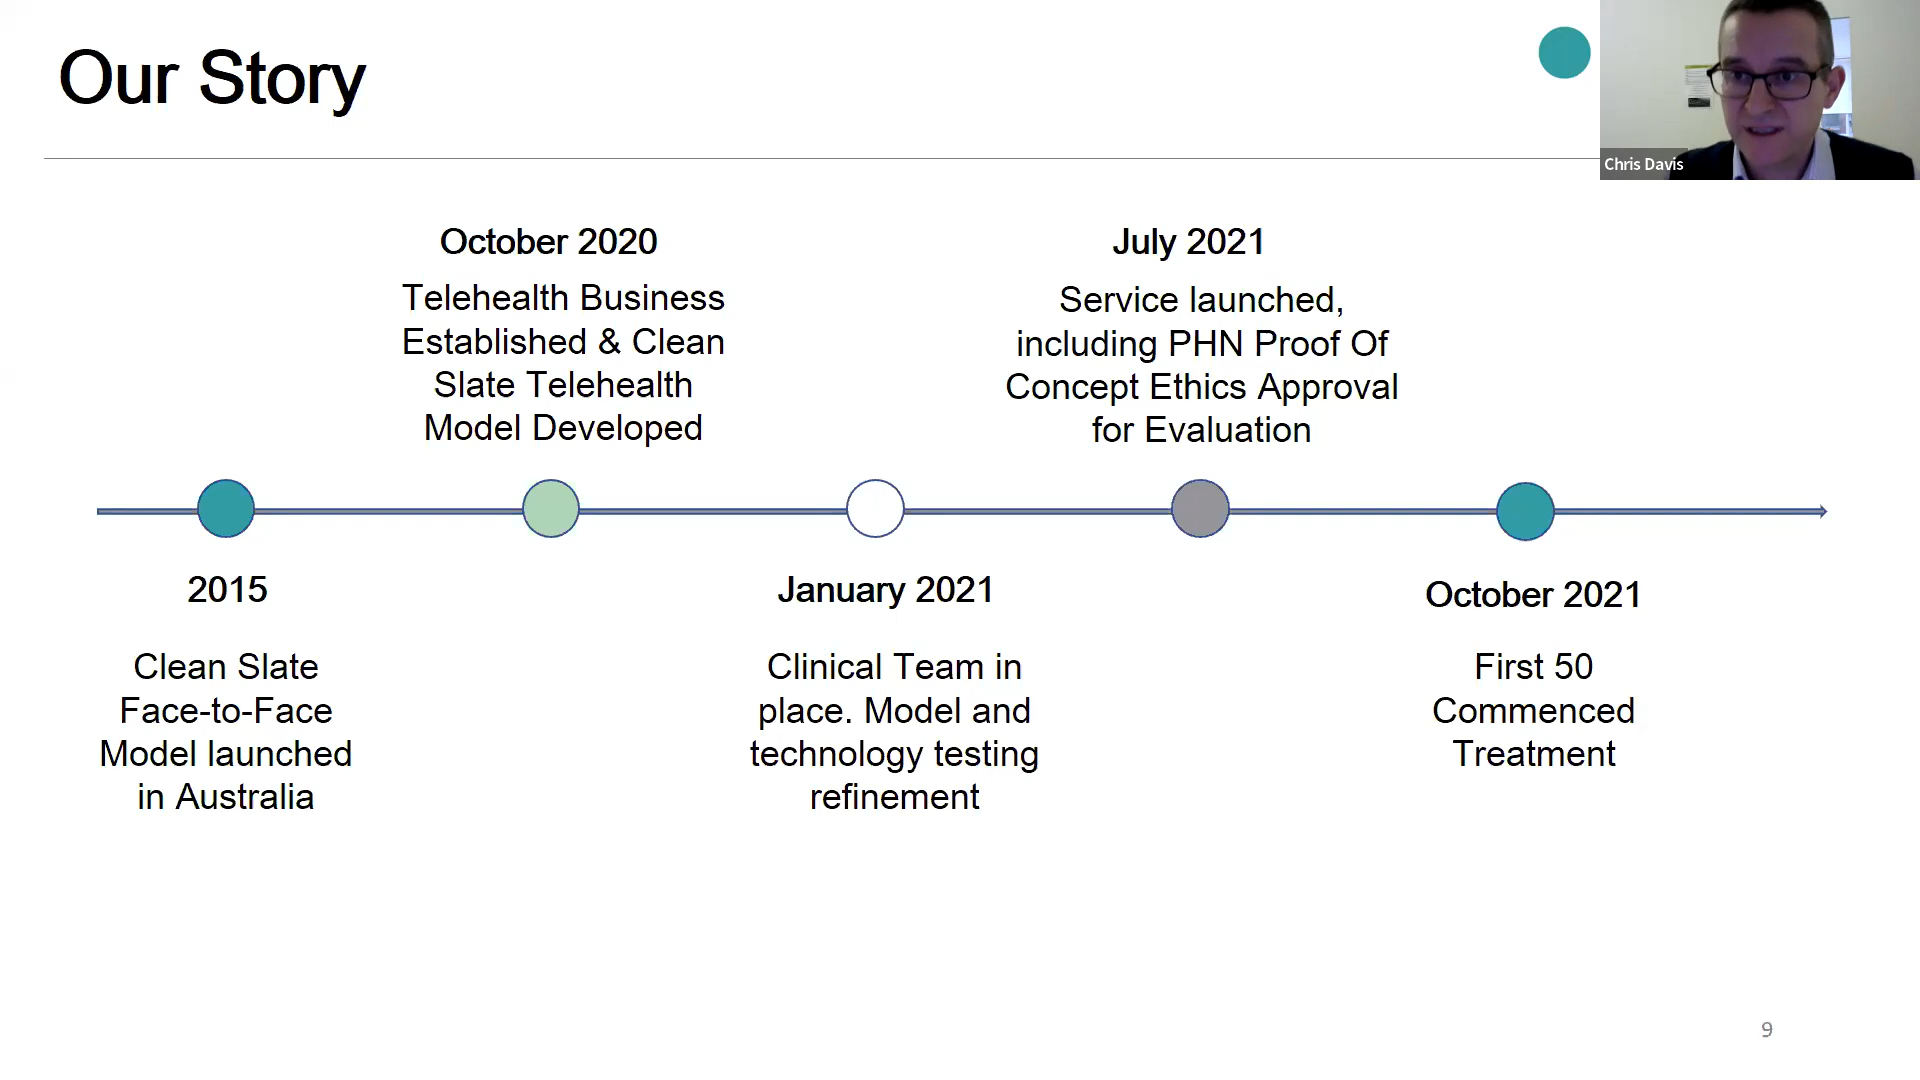 Our Story
Chris Davis
October 2020
Telehealth Business
Established & Clean
Slate Telehealth
Model Developed
July 2021
Service launched,
including PHN Proof Of
Concept Ethics Approval
for Evaluation
2015
Clean Slate
Face-to-Face
Model launched
in Australia
January 2021
Clinical Team in
place. Model and
technology testing
refinement
October 2021
First 50
Commenced
Treatment
9